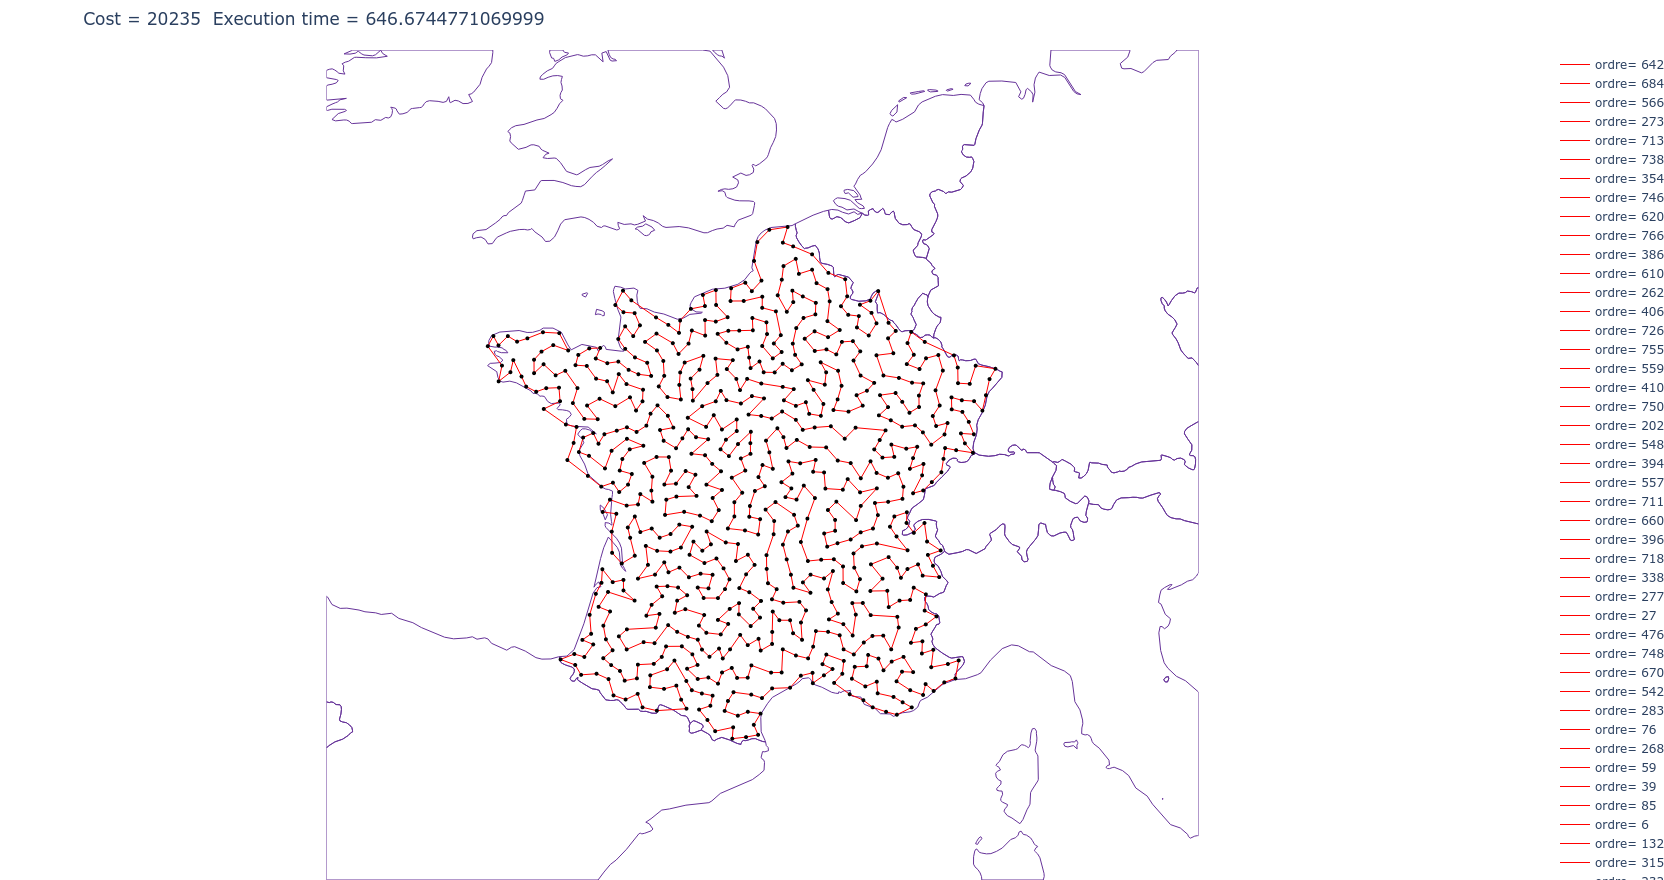 Cost = 20235  Execution time = 646.6744771069999
ordre= 642
ordre= 684
ordre= 566
ordre= 273
ordre= 713
ordre= 738
ordre= 354
ordre= 746
ordre= 620
ordre= 766
ordre= 386
ordre= 610
ordre= 262
ordre= 406
ordre= 726
ordre= 755
ordre= 559
ordre= 410
ordre= 750
ordre= 202
ordre= 548
ordre= 394
ordre= 557
ordre= 711
ordre= 660
ordre= 396
ordre= 718
ordre= 338
ordre= 277
ordre= 27
ordre= 476
ordre= 748
ordre= 670
ordre= 542
ordre= 283
ordre= 76
ordre= 268
ordre= 59
ordre= 39
ordre= 85
ordre= 6
ordre= 132
ordre= 315